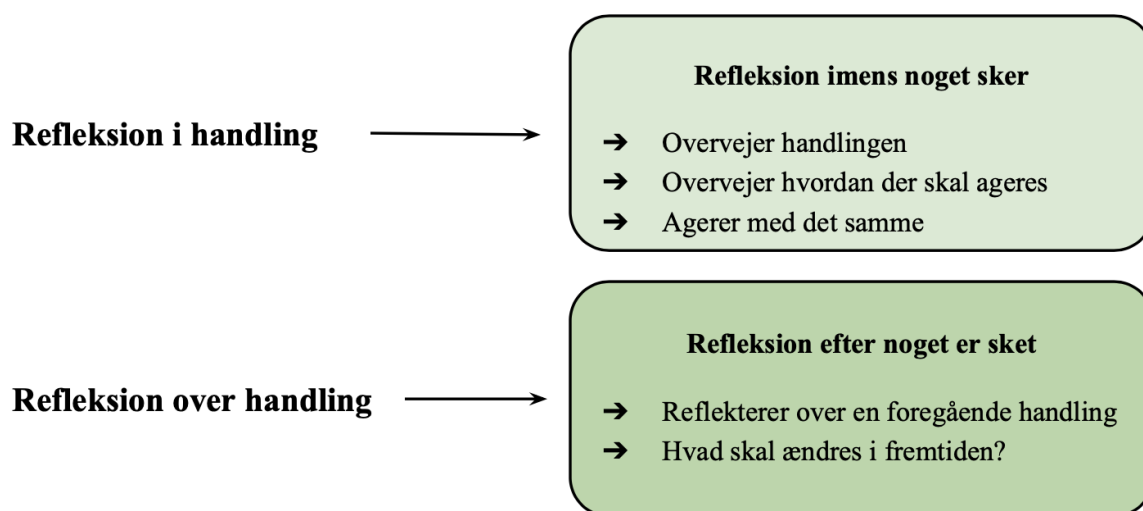 Refleksion imens noget sker
Refleksion i handling
➔ Overvejer handlingen
➔ Overvejer hvordan der skal ageres
➔ Agerer med det samme
Refleksion efter noget er sket
Refleksion over handling
➔ Reflekterer over en foregående handling
➔ Hvad skal ændres i fremtiden?